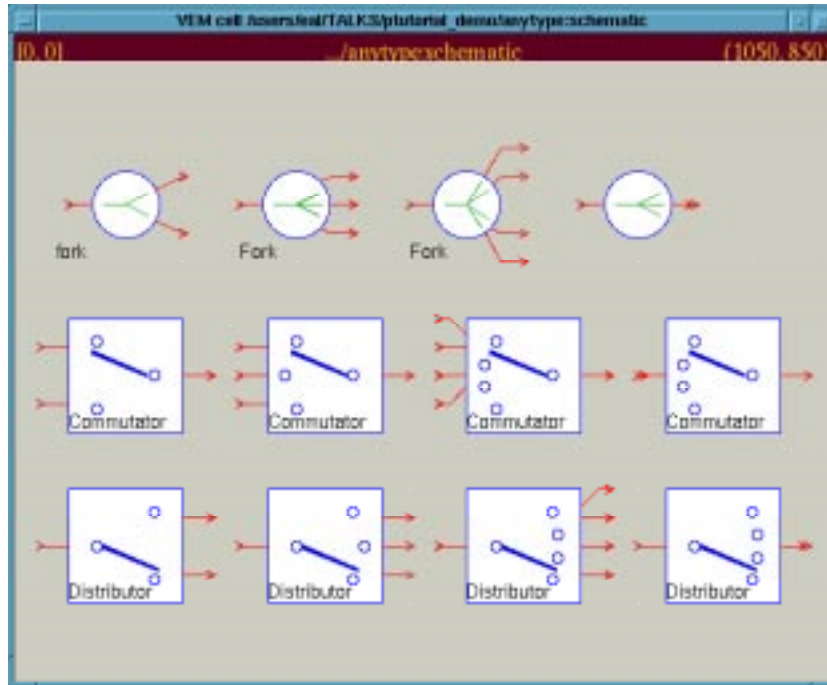 VEM cell /users/eal/TALKS/ptutorial_demo/anytype:schematic
[0, 0] .../anytype:schematic (1050, 850)
fork Fork Fork
Commutator Commutator Commutator Commutator
Distributor Distributor Distributor Distributor